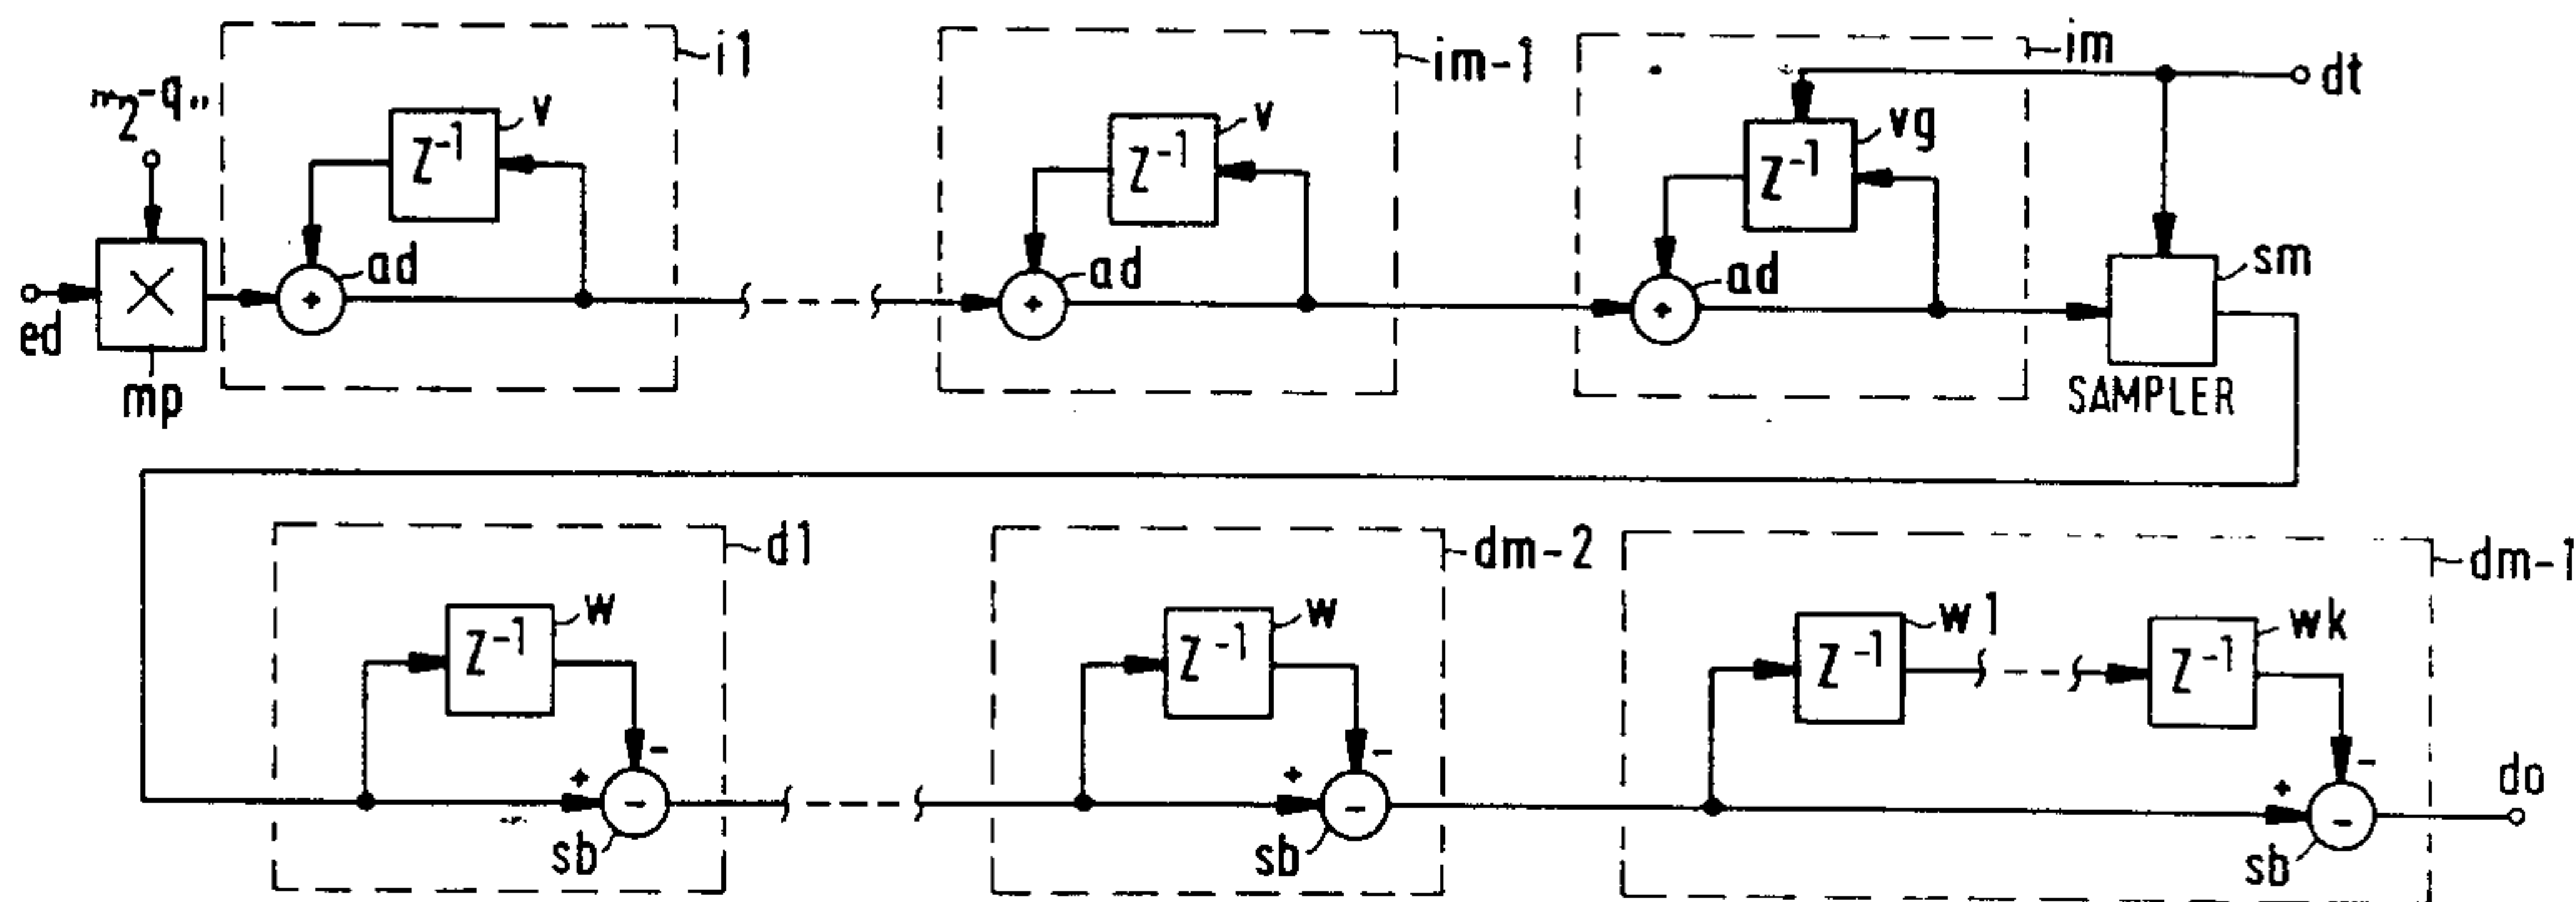 i1
im-1
im
dt
"2-q"
v
v
vg
Z-1
Z-1
Z-1
ad
ad
ad
sm
ed
mp
SAMPLER
d1
dm-2
dm-1
w
w
w1
wk
Z-1
Z-1
Z-1
Z-1
do
sb
sb
sb